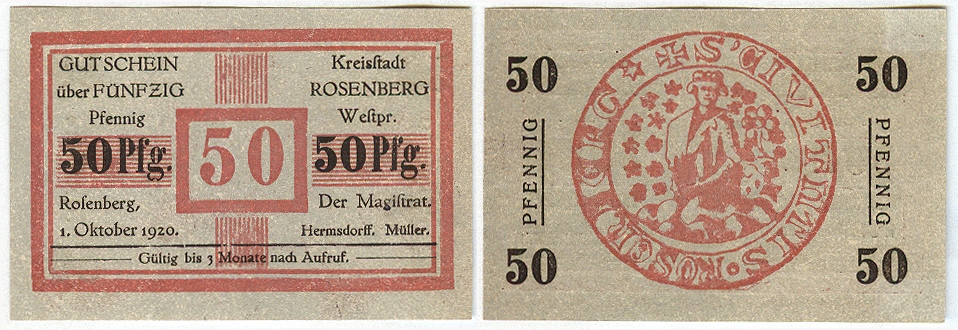 GUTSCHEIN
über FÜNFZIG
Pfennig
50 Pfg.
Roſenberg,
1. Oktober 1920.
50
Kreisſtadt
ROSENBERG
Weſtpr.
50 Pfg.
Der Magiſtrat.
Hermsdorff. Müller.
Gültig bis 3 Monate nach Aufruf.
50
PFENNIG
50
S'CIVITATIS
50
PFENNIG
50